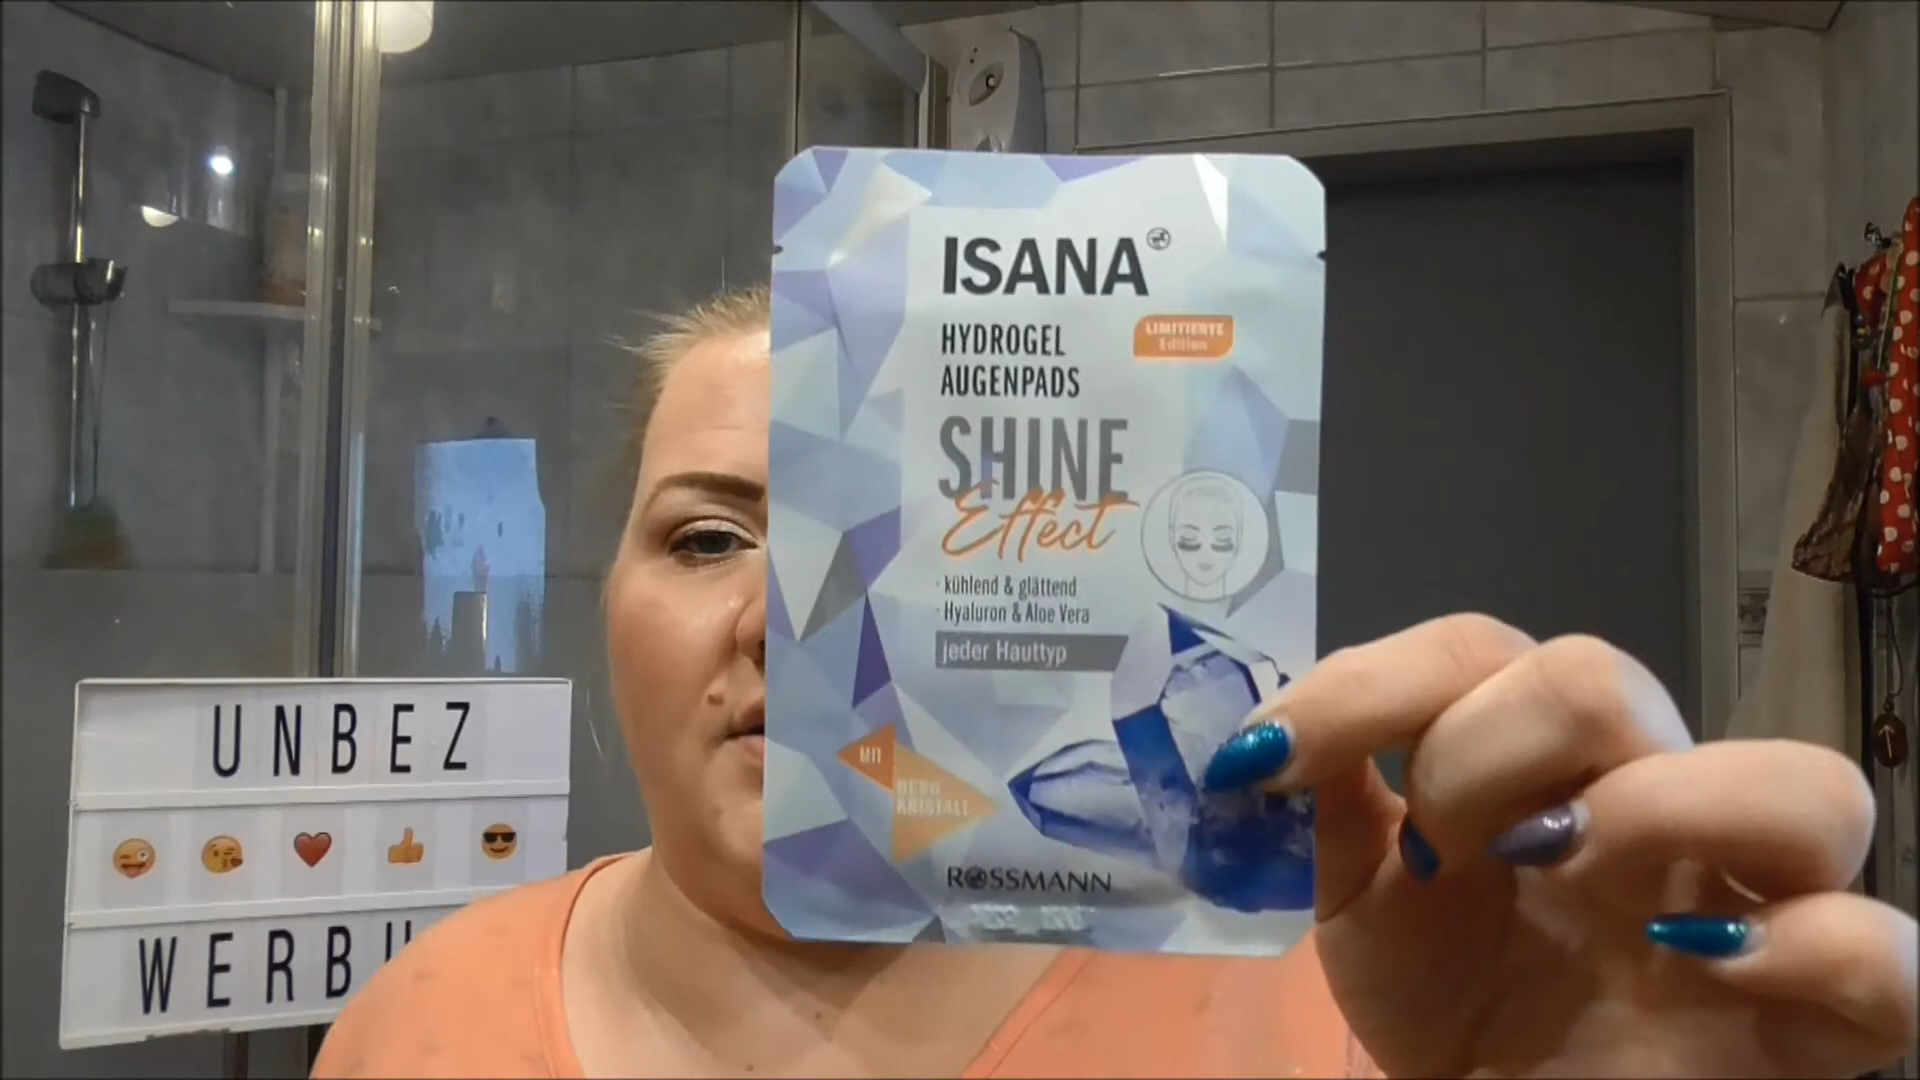 ISANA
HYDROGEL
LIMITIERTE
Edition
AUGENPADS
SHINE
Effect
· kühlend & glättend
· Hyaluron & Aloe Vera
jeder Hauttyp
MIT
BERG
KRISTALL
ROSSMANN
UNBEZ
WERBU